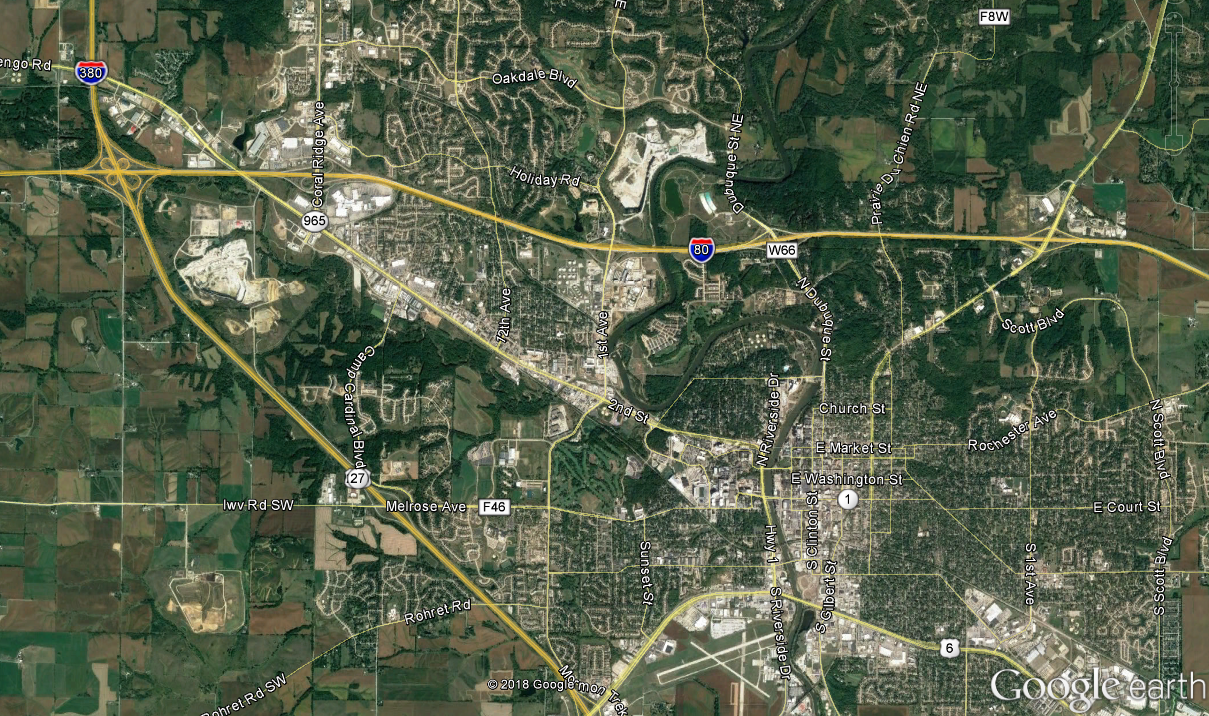 F8W
engo Rd
380
Oakdale Blvd
Coral Ridge Ave
Dubuque St NE
Prairie Du Chien Rd NE
Holiday Rd
965
80
W66
N Dubuque St
12th Ave
1st Ave
Scott Blvd
Camp Cardinal Blvd
2nd St
N Riverside Dr
Church St
Rochester Ave
N Scott Blvd
E Market St
27
E Washington St
Iwv Rd SW
Melrose Ave
F46
1
E Court St
S Clinton St
Hwy 1
Sunset St
S 1st Ave
S Scott Blvd
Rohret Rd
S Gilbert St
S Riverside Dr
6
Rohret Rd SW
© 2018 Google
Mormon Trek
Google earth